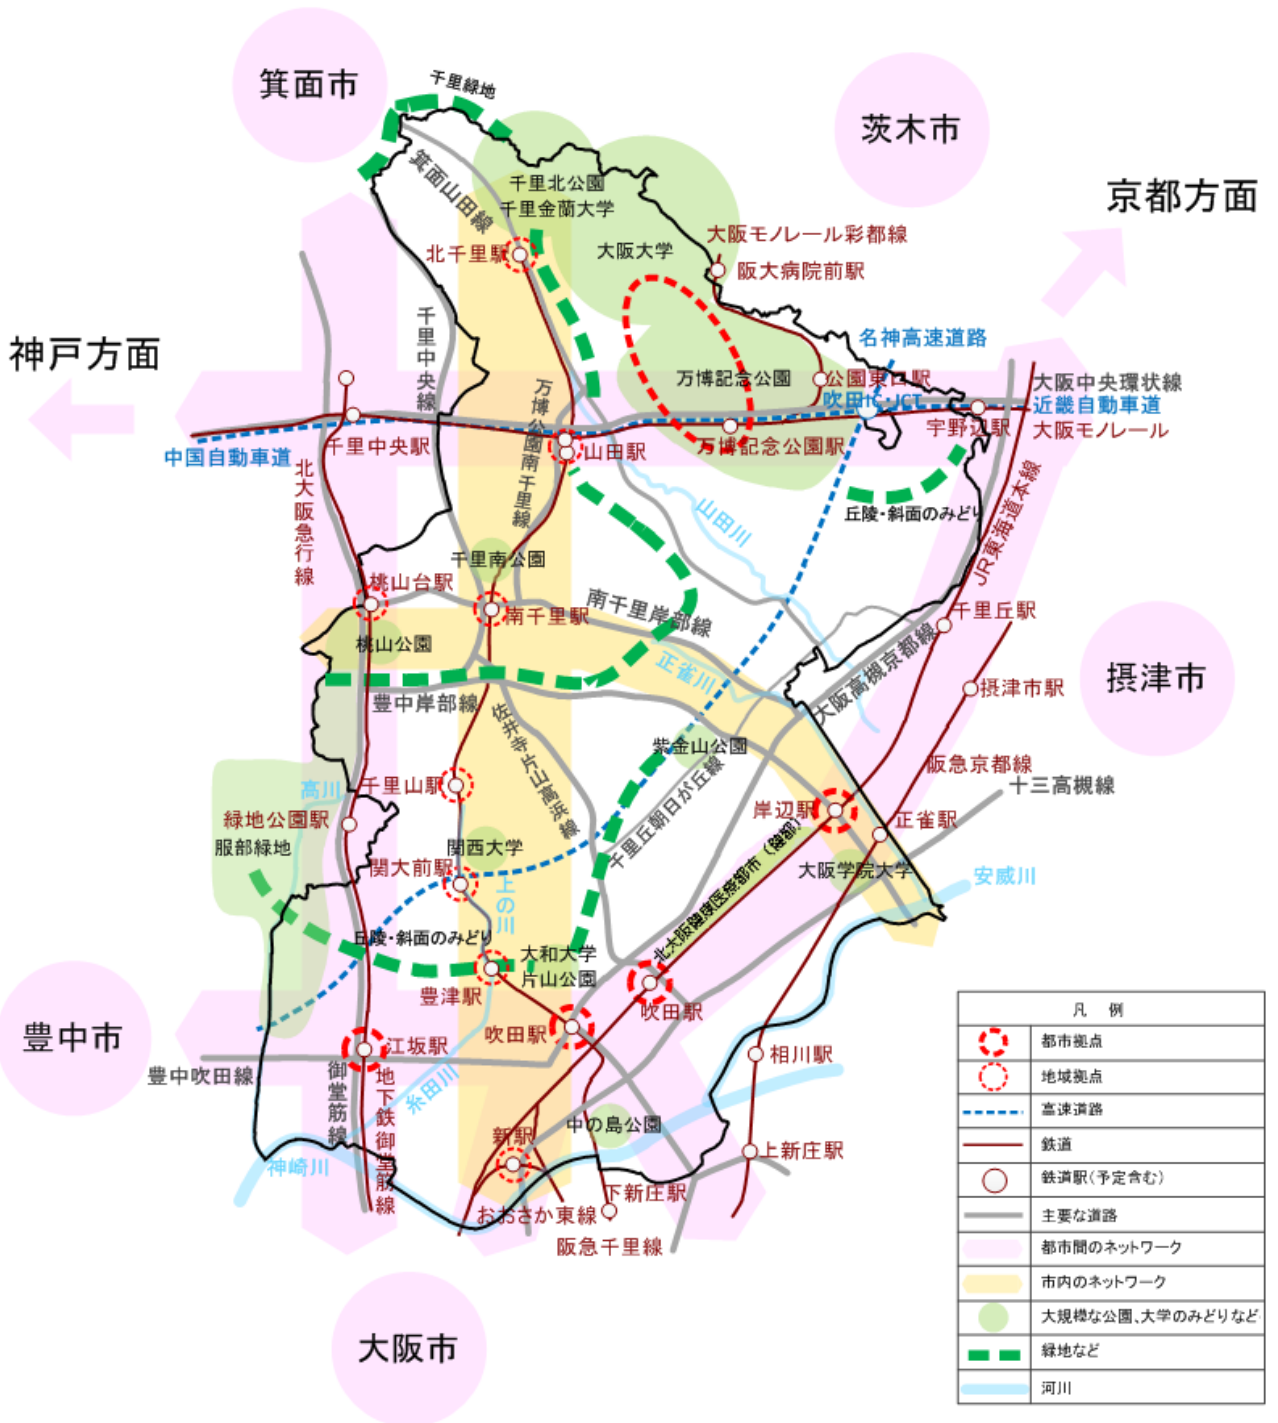 箕面市
千里緑地
茨木市
京都方面
箕面山田線
千里北公園
千里金蘭大学
北千里駅
大阪大学
大阪モノレール彩都線
阪大病院前駅
神戸方面
千里中央線
名神高速道路
万博記念公園
公園東口駅
吹田IC・JCT
大阪中央環状線
近畿自動車道
大阪モノレール
宇野辺駅
万博記念公園駅
千里中央駅
中国自動車道
山田駅
万博公園南千里線
北大阪急行線
山田川
丘陵・斜面のみどり
JR東海道本線
千里南公園
桃山台駅
南千里駅
南千里岸部線
千里丘駅
桃山公園
正雀川
大阪高槻京都線
摂津市駅
摂津市
豊中岸部線
佐井寺片山高浜線
紫金山公園
千里丘朝日が丘線
阪急京都線
十三高槻線
高川
千里山駅
緑地公園駅
服部緑地
岸辺駅
正雀駅
関西大学
関大前駅
上の川
大阪学院大学
安威川
北大阪健康医療都市（健都）
丘陵・斜面のみどり
大和大学
片山公園
豊津駅
吹田駅
吹田駅
豊中市
江坂駅
相川駅
豊中吹田線
御堂筋線
地下鉄御堂筋線
糸田川
中の島公園
新駅
神崎川
上新庄駅
下新庄駅
おおさか東線
阪急千里線
大阪市
凡例
都市拠点
地域拠点
高速道路
鉄道
鉄道駅(予定含む)
主要な道路
都市間のネットワーク
市内のネットワーク
大規模な公園、大学のみどりなど
緑地など
河川